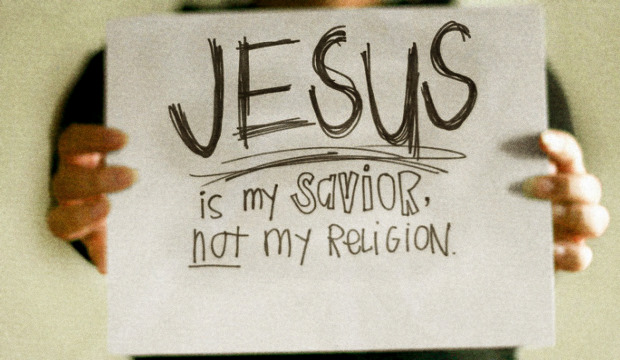 JESUS
is my SAVIOR,
not my RELIGION.